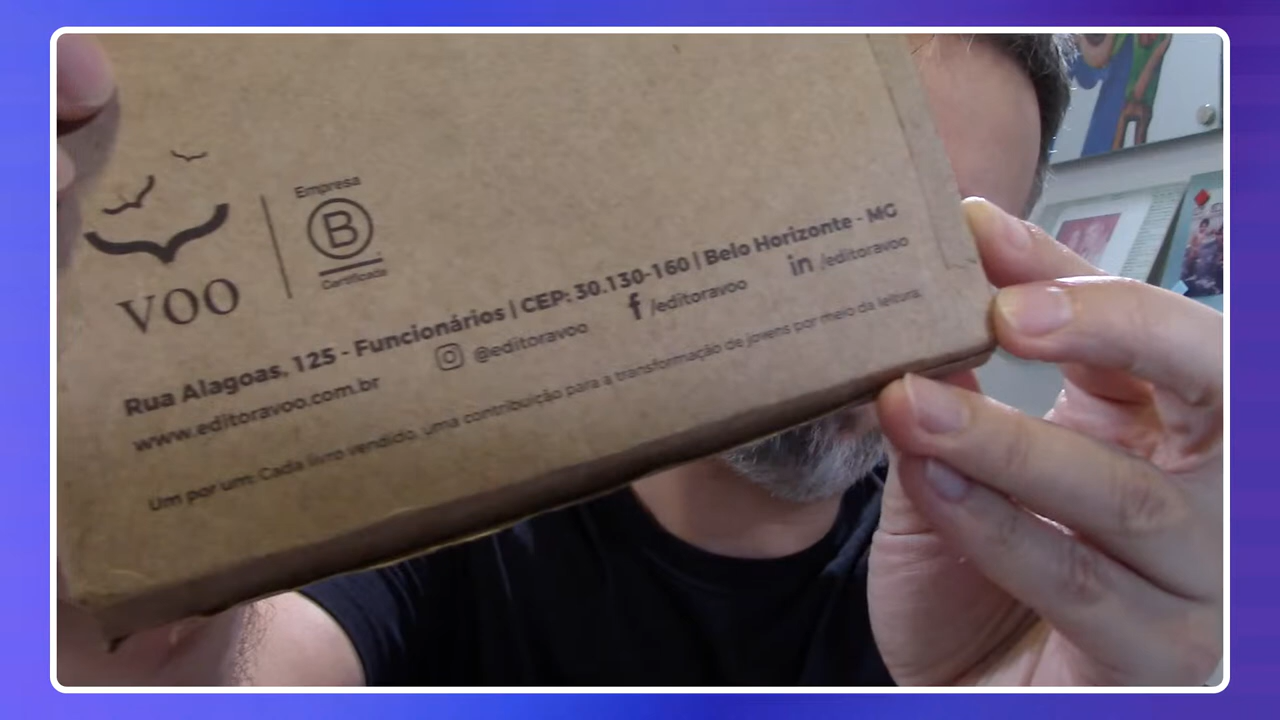 VOO
Empresa
B
Certificada
Rua Alagoas, 125 - Funcionários | CEP: 30.130-160 | Belo Horizonte - MG
www.editoravoo.com.br @editoravoo f /editoravoo in /editoravoo
Um por um: Cada livro vendido, uma contribuição para a transformação de jovens por meio da leitura.